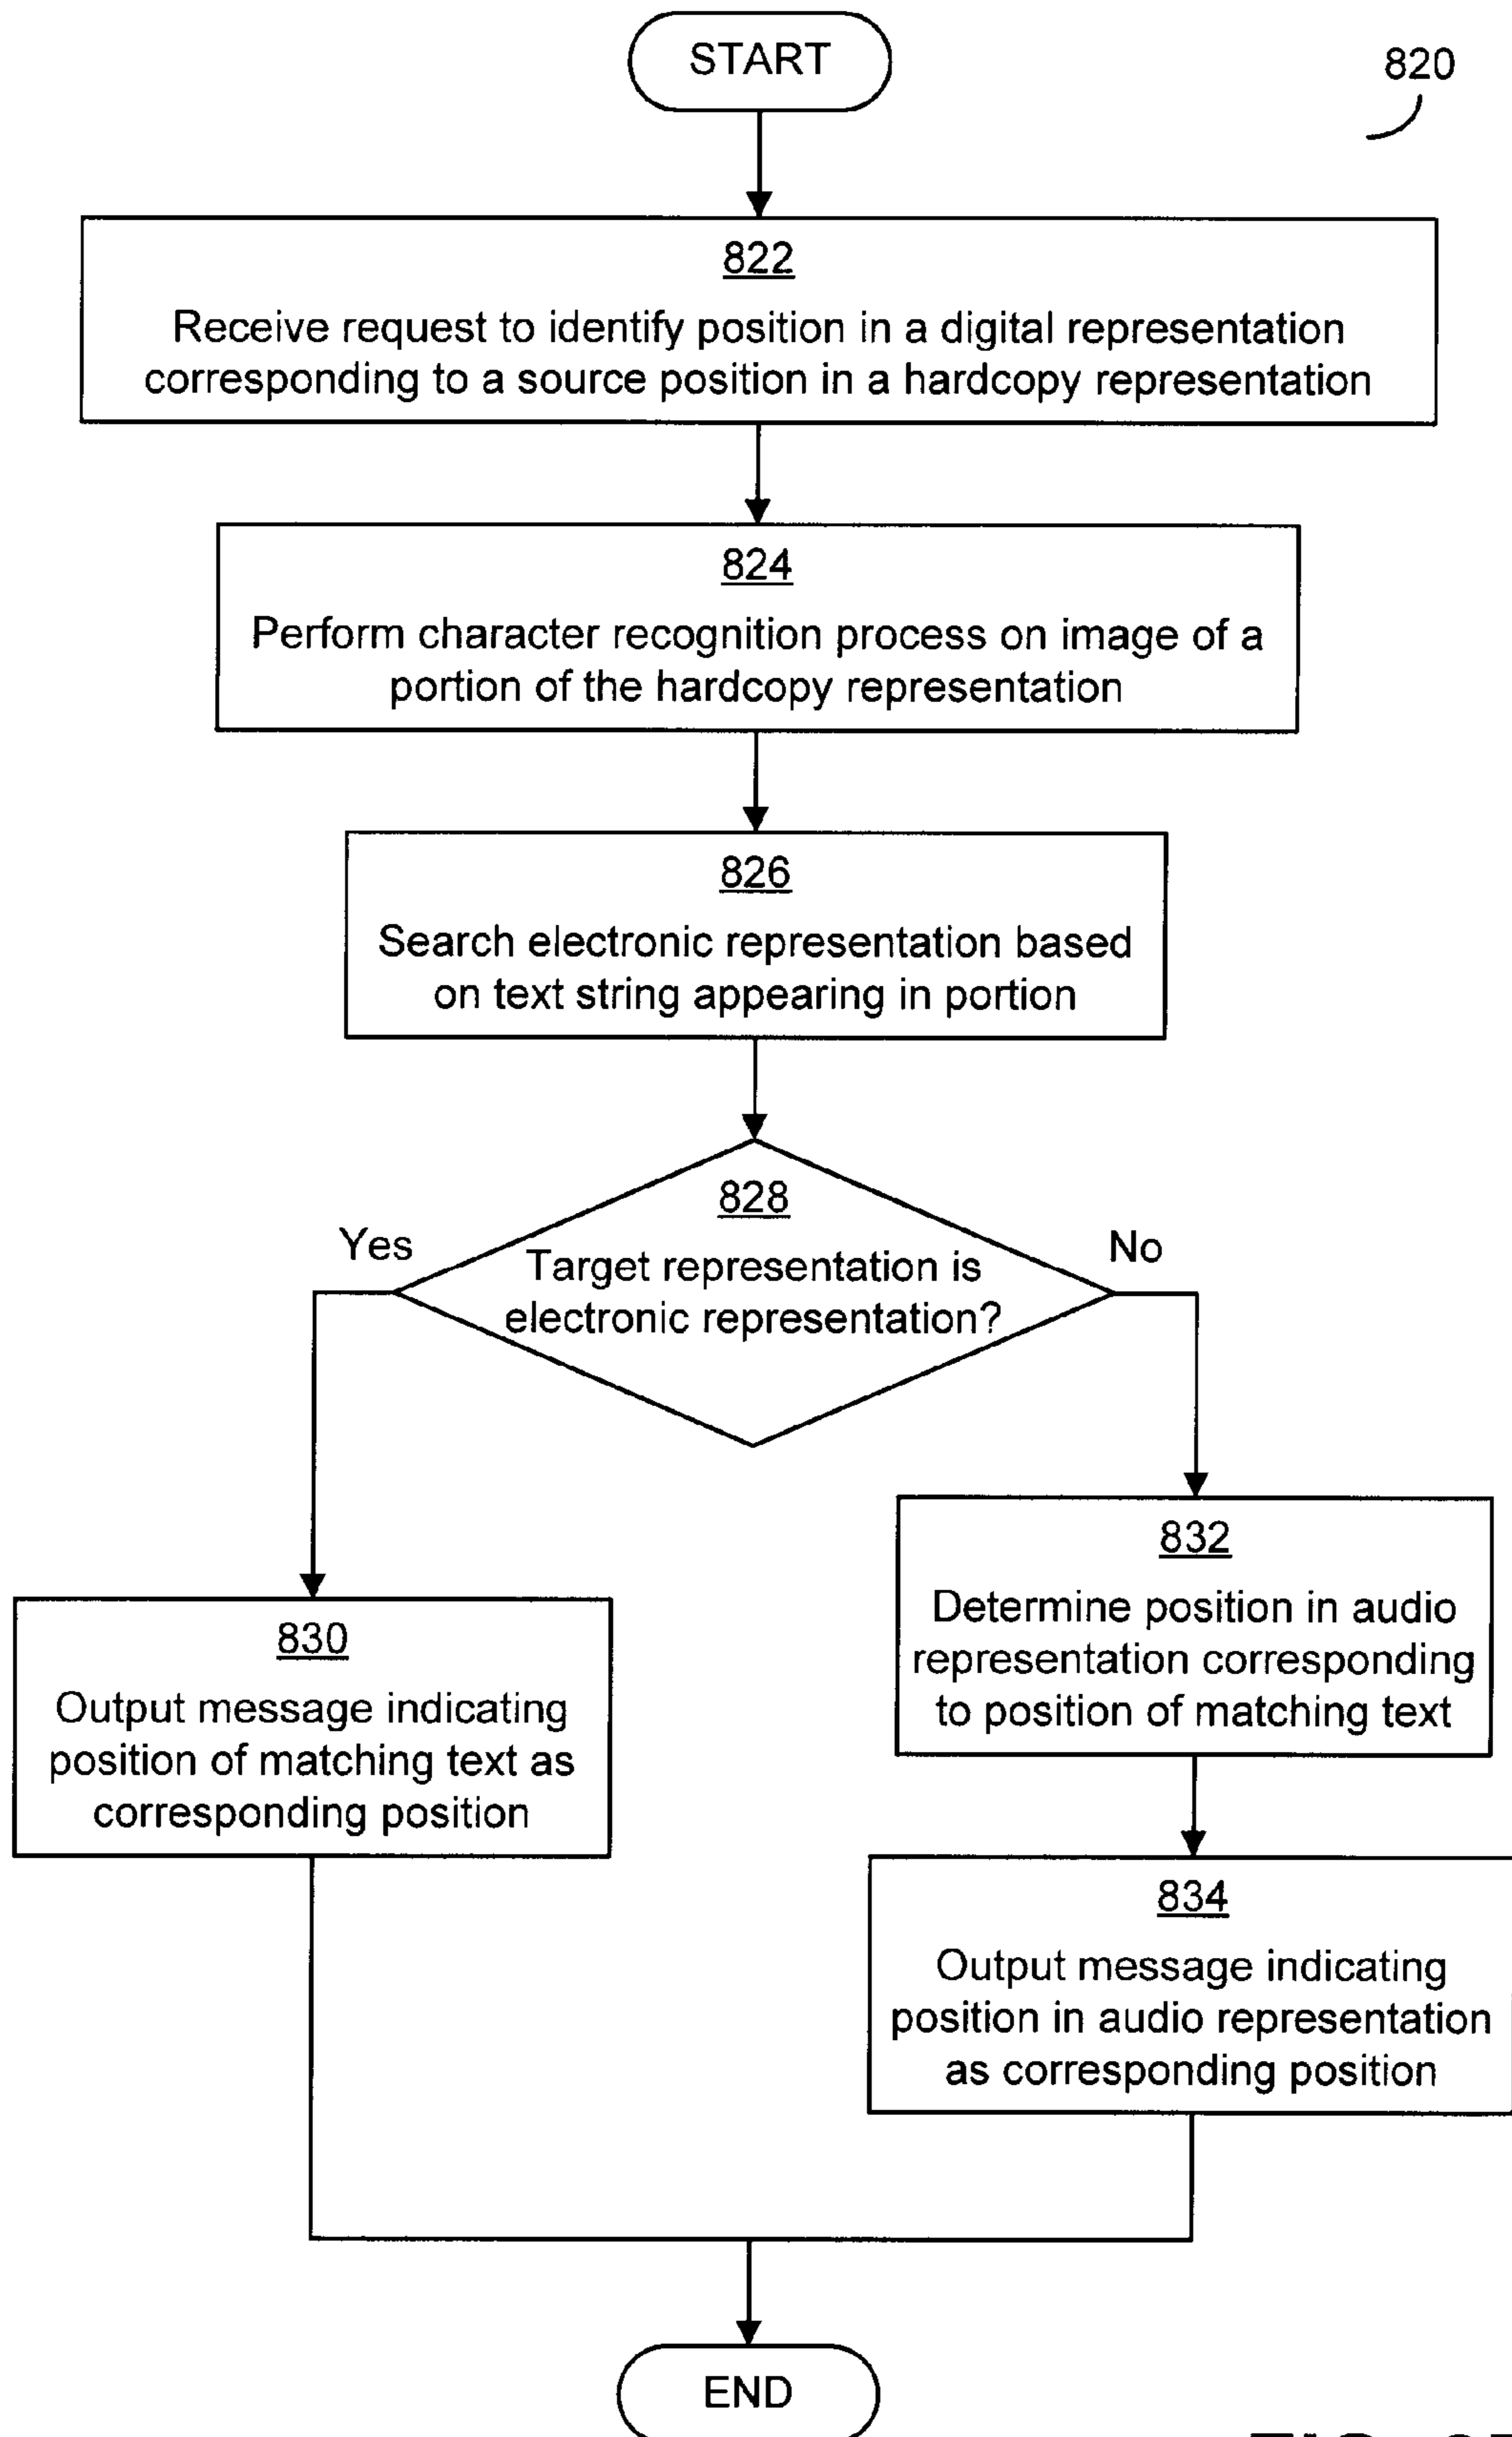 START
820
822
Receive request to identify position in a digital representation
corresponding to a source position in a hardcopy representation
824
Perform character recognition process on image of a
portion of the hardcopy representation
826
Search electronic representation based
on text string appearing in portion
828
Target representation is
electronic representation?
Yes
No
830
Output message indicating
position of matching text as
corresponding position
832
Determine position in audio
representation corresponding
to position of matching text
834
Output message indicating
position in audio representation
as corresponding position
END